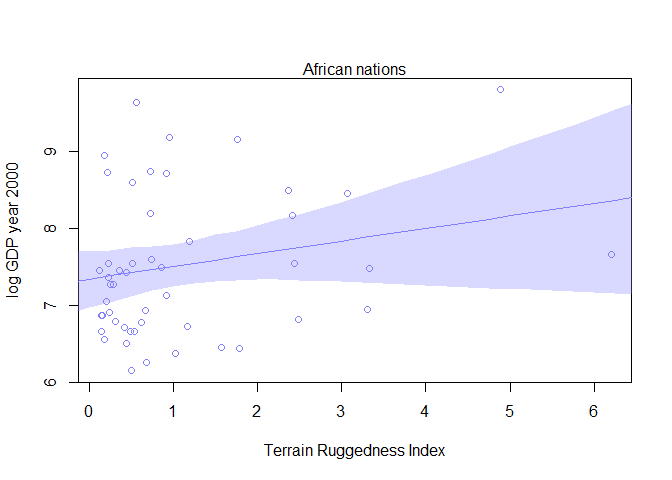 African nations
log GDP year 2000
9
8
7
6
0 1 2 3 4 5 6
Terrain Ruggedness Index